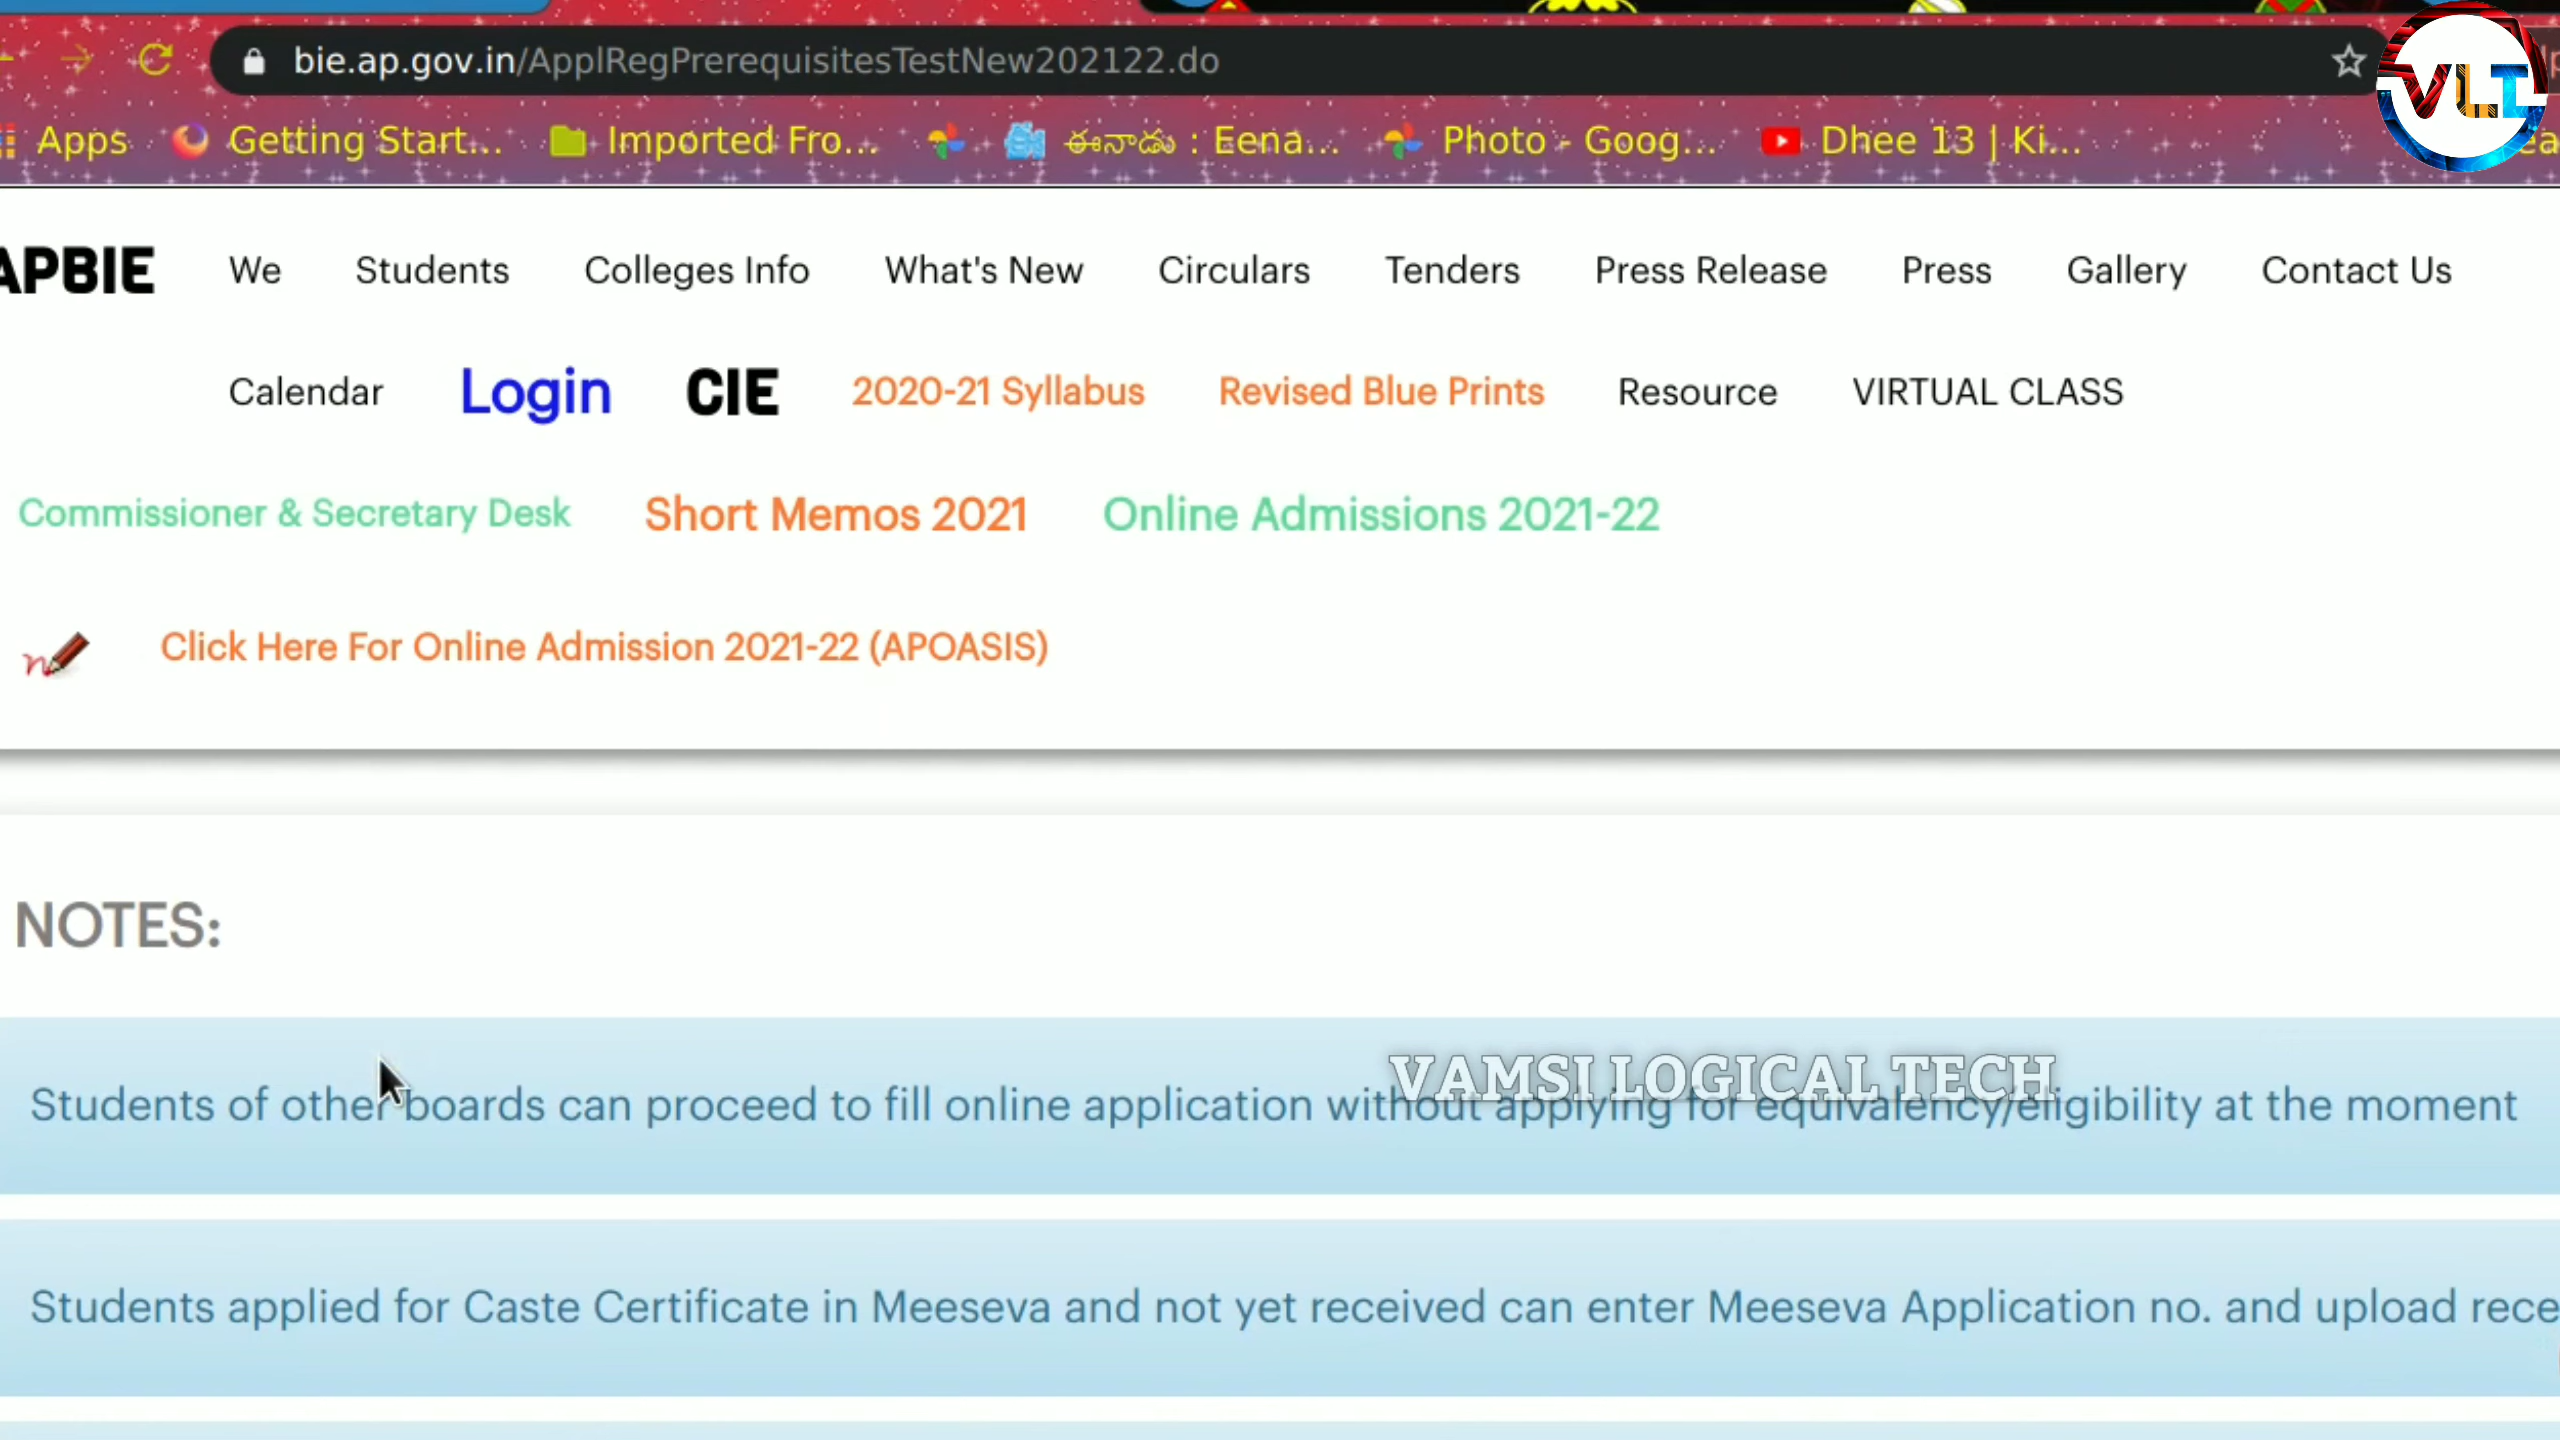 bie.ap.gov.in/ApplRegPrerequisitesTestNew202122.do
VLT
Apps Getting Start... Imported Fro... ఈనాడు : Eena... Photo - Goog... Dhee 13 | Ki...
APBIE We Students Colleges Info What's New Circulars Tenders Press Release Press Gallery Contact Us
Calendar Login CIE 2020-21 Syllabus Revised Blue Prints Resource VIRTUAL CLASS
Commissioner & Secretary Desk Short Memos 2021 Online Admissions 2021-22
Click Here For Online Admission 2021-22 (APOASIS)
NOTES:
VAMSI LOGICAL TECH
Students of other boards can proceed to fill online application without applying for equivalency/eligibility at the moment
Students applied for Caste Certificate in Meeseva and not yet received can enter Meeseva Application no. and upload rece